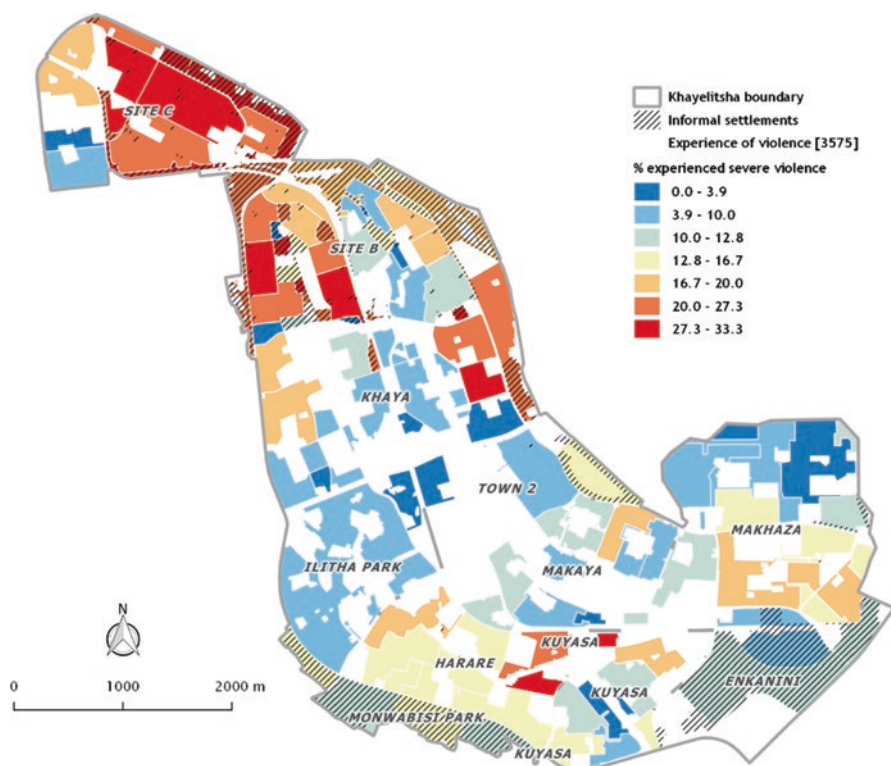 Khayelitsha boundary
Informal settlements
Experience of violence [3575]
% experienced severe violence
0.0 - 3.9
3.9 - 10.0
10.0 - 12.8
12.8 - 16.7
16.7 - 20.0
20.0 - 27.3
27.3 - 33.3
SITE C
SITE B
KHAYA
TOWN 2
MAKHAZA
ILITHA PARK
MAKAYA
N
KUYASA
HARARE
ENKANINI
KUYASA
MONWABISI PARK
KUYASA
0 1000 2000 m